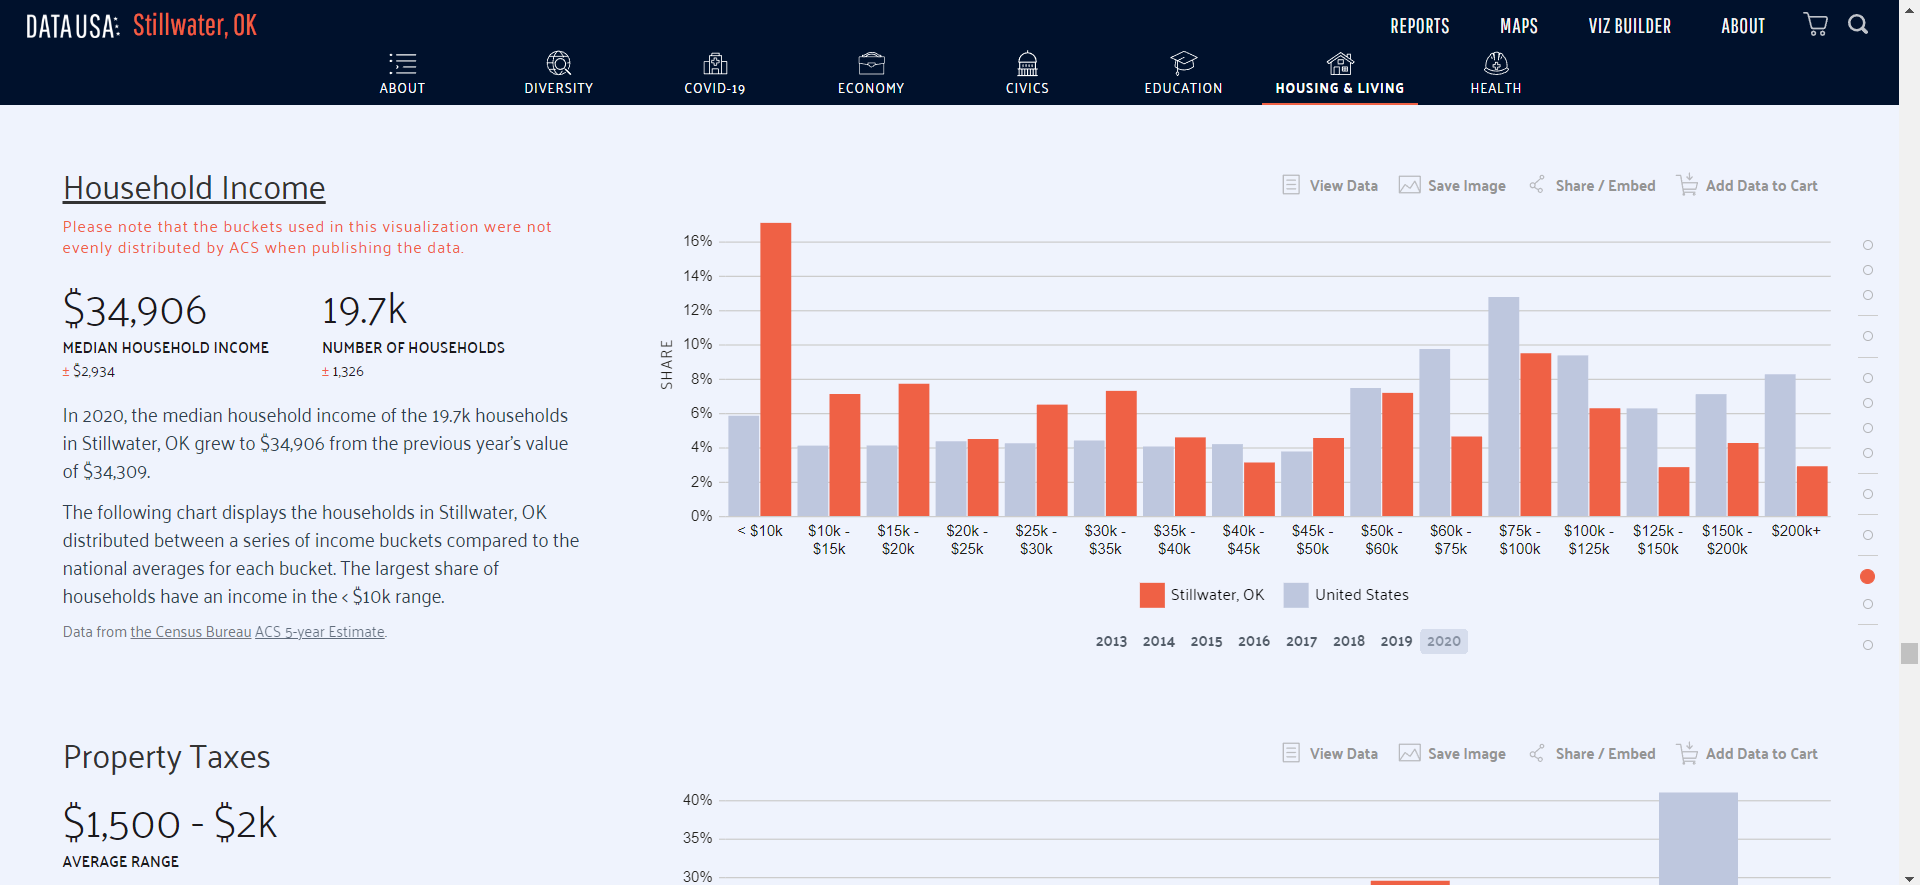 DATAUSA: Stillwater, OK
REPORTS MAPS VIZ BUILDER ABOUT
ABOUT DIVERSITY COVID-19 ECONOMY CIVICS EDUCATION HOUSING & LIVING HEALTH
Household Income
Please note that the buckets used in this visualization were not
evenly distributed by ACS when publishing the data.
$34,906
MEDIAN HOUSEHOLD INCOME
± $2,934
19.7k
NUMBER OF HOUSEHOLDS
± 1,326
In 2020, the median household income of the 19.7k households
in Stillwater, OK grew to $34,906 from the previous year's value
of $34,309.
The following chart displays the households in Stillwater, OK
distributed between a series of income buckets compared to the
national averages for each bucket. The largest share of
households have an income in the < $10k range.
Data from the Census Bureau ACS 5-year Estimate.
View Data Save Image Share / Embed Add Data to Cart
SHARE
16%
14%
12%
10%
8%
6%
4%
2%
0%
< $10k
$10k -
$15k
$15k -
$20k
$20k -
$25k
$25k -
$30k
$30k -
$35k
$35k -
$40k
$40k -
$45k
$45k -
$50k
$50k -
$60k
$60k -
$75k
$75k -
$100k
$100k -
$125k
$125k -
$150k
$150k -
$200k
$200k+
Stillwater, OK United States
2013 2014 2015 2016 2017 2018 2019 2020
Property Taxes
$1,500 - $2k
AVERAGE RANGE
View Data Save Image Share / Embed Add Data to Cart
40%
35%
30%